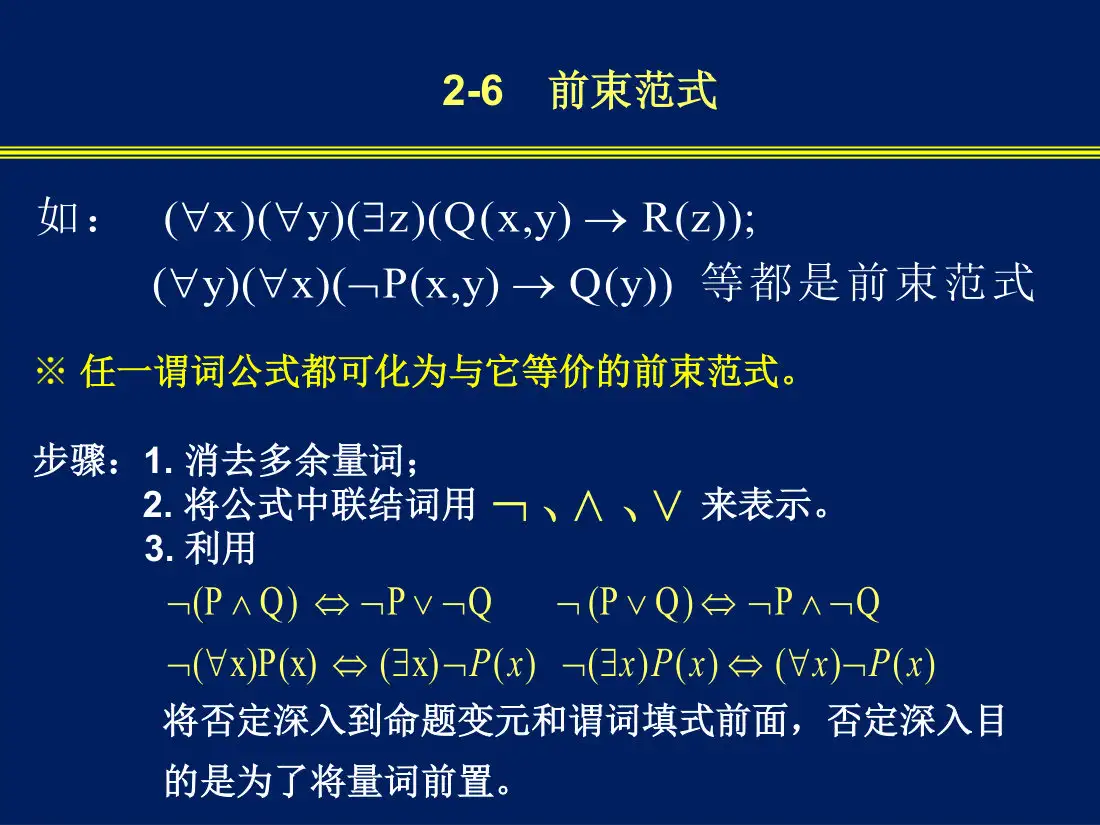 2-6 前束范式
如： (∀x)(∀y)(∃z)(Q(x,y) → R(z));
(∀y)(∀x)(¬P(x,y) → Q(y)) 等都是前束范式
※ 任一谓词公式都可化为与它等价的前束范式。
步骤：1. 消去多余量词；
2. 将公式中联结词用 ¬ 、∧ 、∨ 来表示。
3. 利用
¬(P ∧ Q) ⇔ ¬P ∨ ¬Q ¬(P ∨ Q) ⇔ ¬P ∧ ¬Q
¬(∀x)P(x) ⇔ (∃x)¬P(x) ¬(∃x)P(x) ⇔ (∀x)¬P(x)
将否定深入到命题变元和谓词填式前面，否定深入目
的是为了将量词前置。